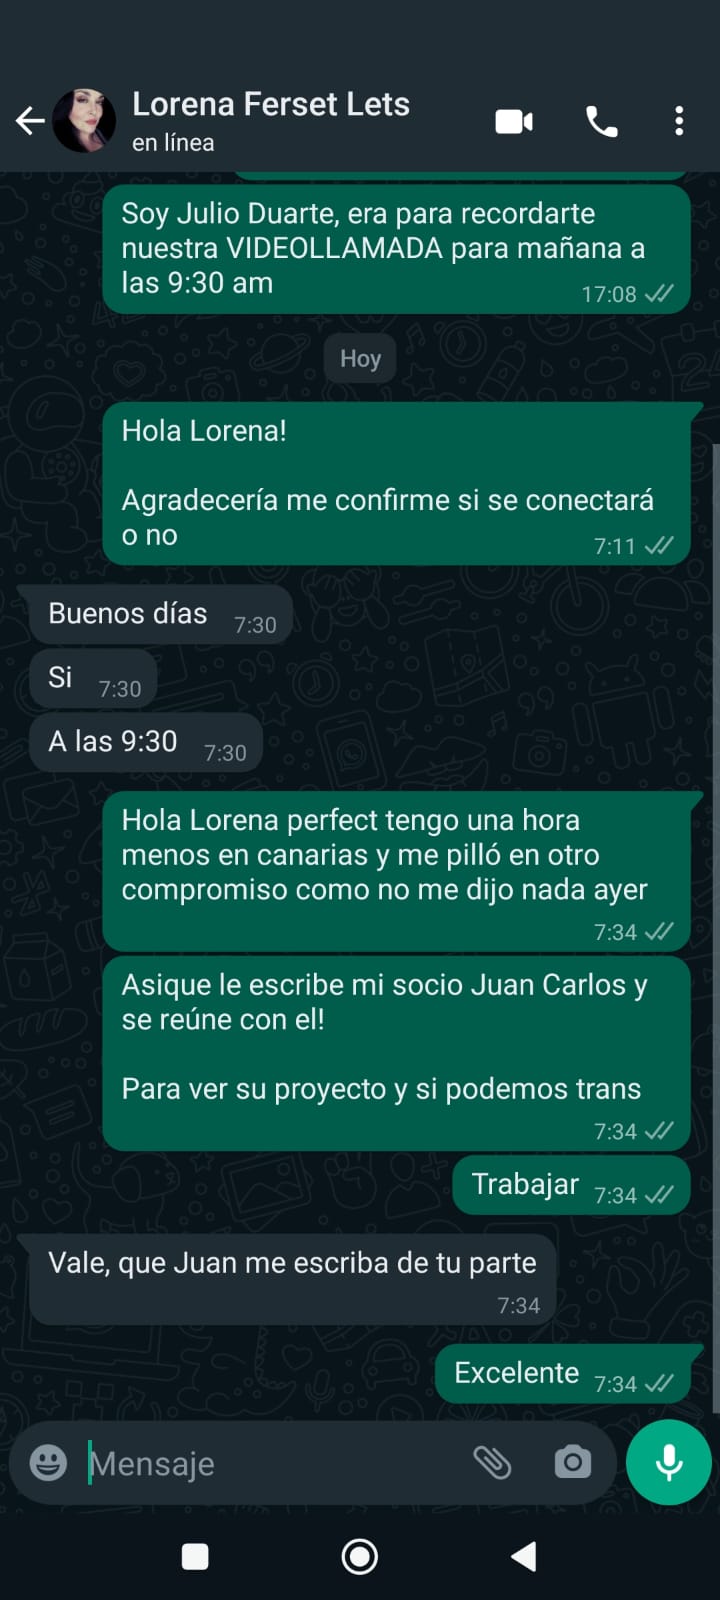 Lorena Ferset Lets
en línea
Soy Julio Duarte, era para recordarte
nuestra VIDEOLLAMADA para mañana a
las 9:30 am
17:08
Hoy
Hola Lorena!
Agradecería me confirme si se conectará
o no
7:11
Buenos días 7:30
Si 7:30
A las 9:30 7:30
Hola Lorena perfect tengo una hora
menos en canarias y me pilló en otro
compromiso como no me dijo nada ayer
7:34
Asique le escribe mi socio Juan Carlos y
se reúne con el!
Para ver su proyecto y si podemos trans
7:34
Trabajar 7:34
Vale, que Juan me escriba de tu parte
7:34
Excelente 7:34
Mensaje